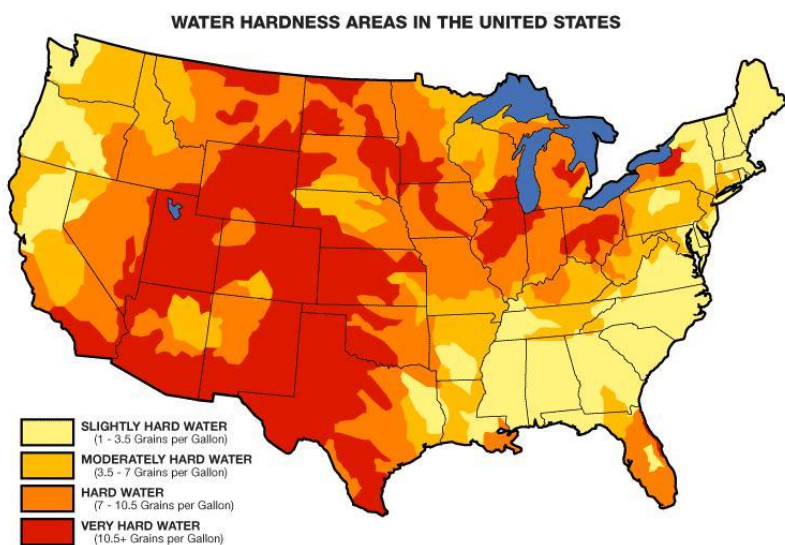 WATER HARDNESS AREAS IN THE UNITED STATES
SLIGHTLY HARD WATER
(1 - 3.5 Grains per Gallon)
MODERATELY HARD WATER
(3.5 - 7 Grains per Gallon)
HARD WATER
(7 - 10.5 Grains per Gallon)
VERY HARD WATER
(10.5+ Grains per Gallon)